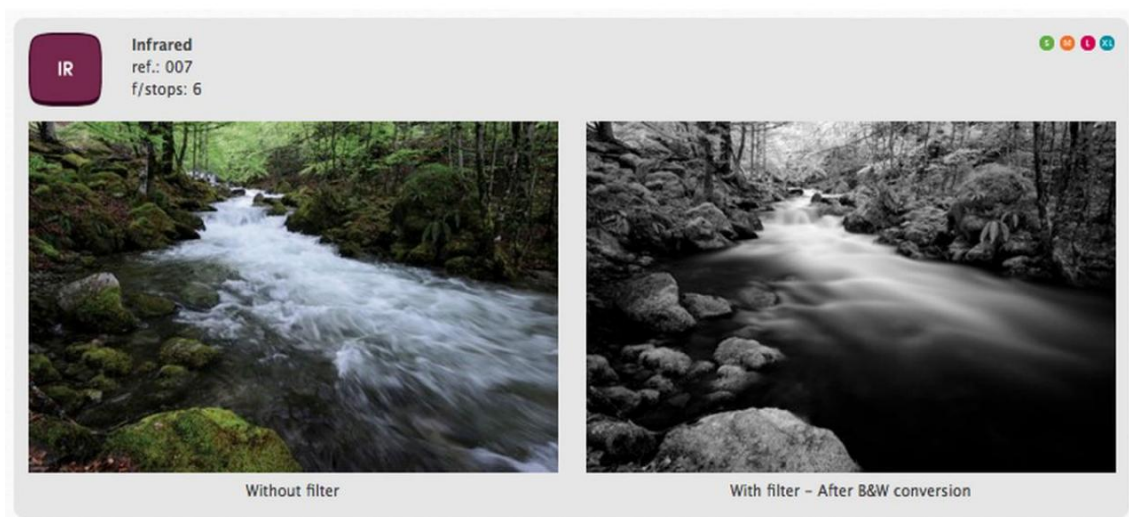 IR
Infrared
ref.: 007
f/stops: 6
S M L XL
Without filter
With filter – After B&W conversion